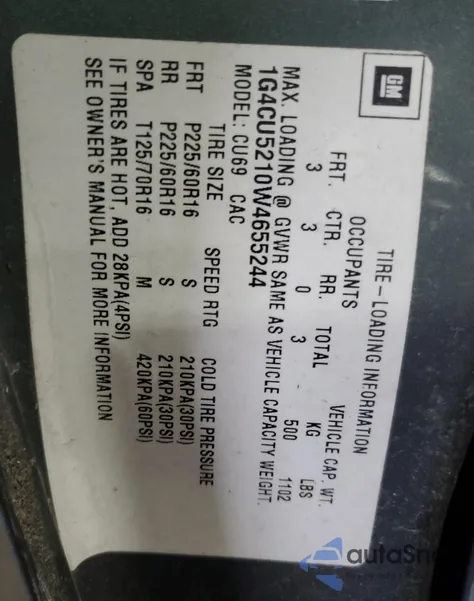 GM
TIRE-LOADING INFORMATION
OCCUPANTS VEHICLE CAP. WT.
FRT. CTR. RR. TOTAL KG LBS
3 3 0 3 500 1102
MAX. LOADING @ GVWR SAME AS VEHICLE CAPACITY WEIGHT.
1G4CU5210W4655244
MODEL: CU69 CAC
TIRE SIZE SPEED RTG COLD TIRE PRESSURE
FRT P225/60R16 S 210KPA(30PSI)
RR P225/60R16 S 210KPA(30PSI)
SPA T125/70R16 M 420KPA(60PSI)
IF TIRES ARE HOT, ADD 28KPA(4PSI)
SEE OWNER'S MANUAL FOR MORE INFORMATION